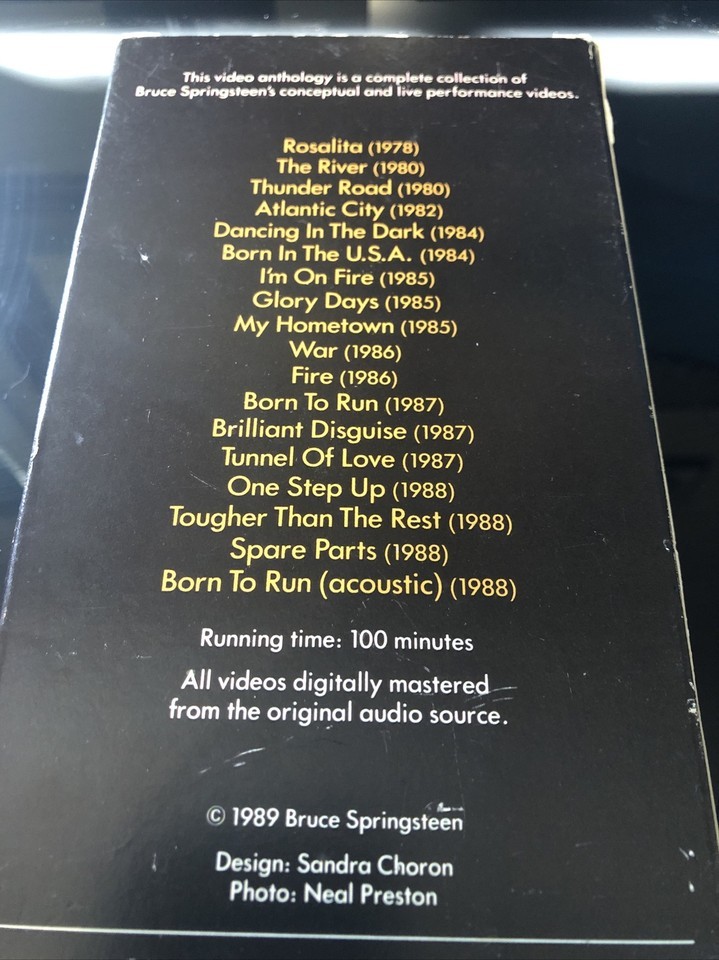 This video anthology is a complete collection of
Bruce Springsteen's conceptual and live performance videos.
Rosalita (1978)
The River (1980)
Thunder Road (1980)
Atlantic City (1982)
Dancing In The Dark (1984)
Born In The U.S.A. (1984)
I'm On Fire (1985)
Glory Days (1985)
My Hometown (1985)
War (1986)
Fire (1986)
Born To Run (1987)
Brilliant Disguise (1987)
Tunnel Of Love (1987)
One Step Up (1988)
Tougher Than The Rest (1988)
Spare Parts (1988)
Born To Run (acoustic) (1988)
Running time: 100 minutes
All videos digitally mastered
from the original audio source.
© 1989 Bruce Springsteen
Design: Sandra Choron
Photo: Neal Preston